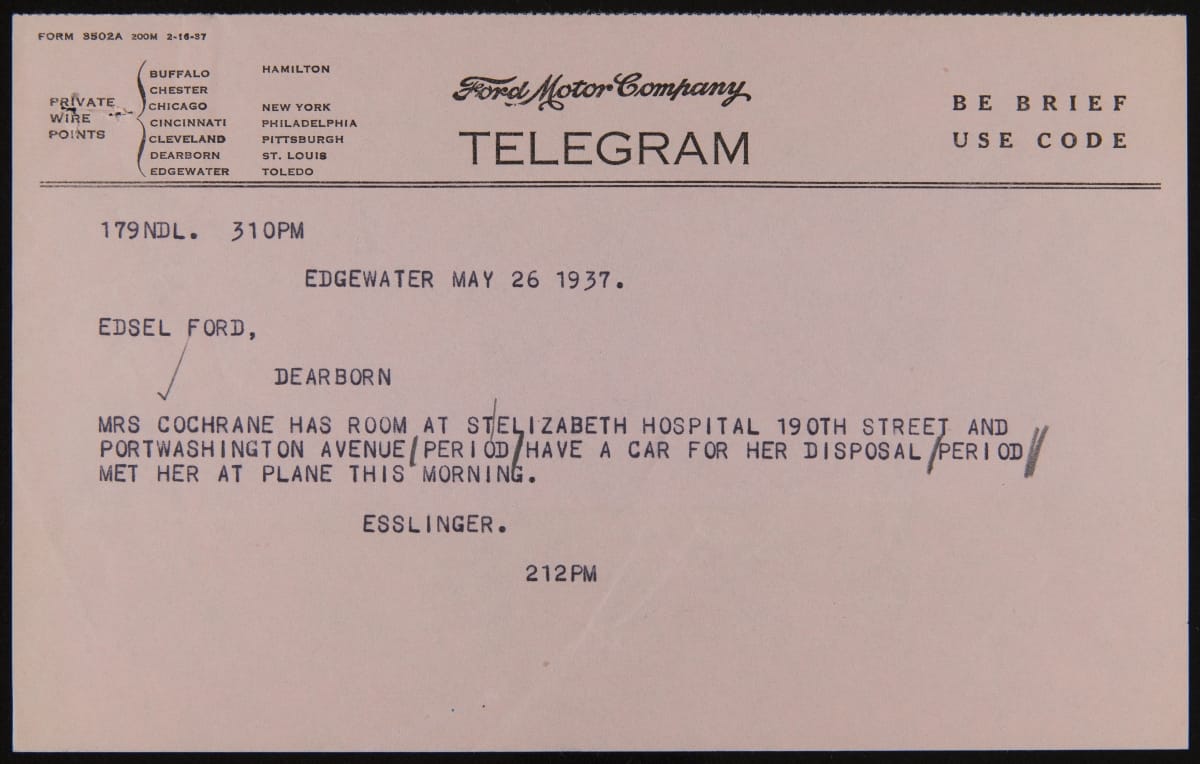 FORM 3502A 200M 2-16-37
PRIVATE
WIRE
POINTS
BUFFALO
CHESTER
CHICAGO
CINCINNATI
CLEVELAND
DEARBORN
EDGEWATER
HAMILTON
NEW YORK
PHILADELPHIA
PITTSBURGH
ST. LOUIS
TOLEDO
Ford Motor Company
TELEGRAM
BE BRIEF
USE CODE
179NDL. 310PM
EDGEWATER MAY 26 1937.
EDSEL FORD,
DEARBORN
MRS COCHRANE HAS ROOM AT ST/ELIZABETH HOSPITAL 190TH STREET AND
PORTWASHINGTON AVENUE/PERIOD/HAVE A CAR FOR HER DISPOSAL/PERIOD//
MET HER AT PLANE THIS MORNING.
ESSLINGER.
212PM